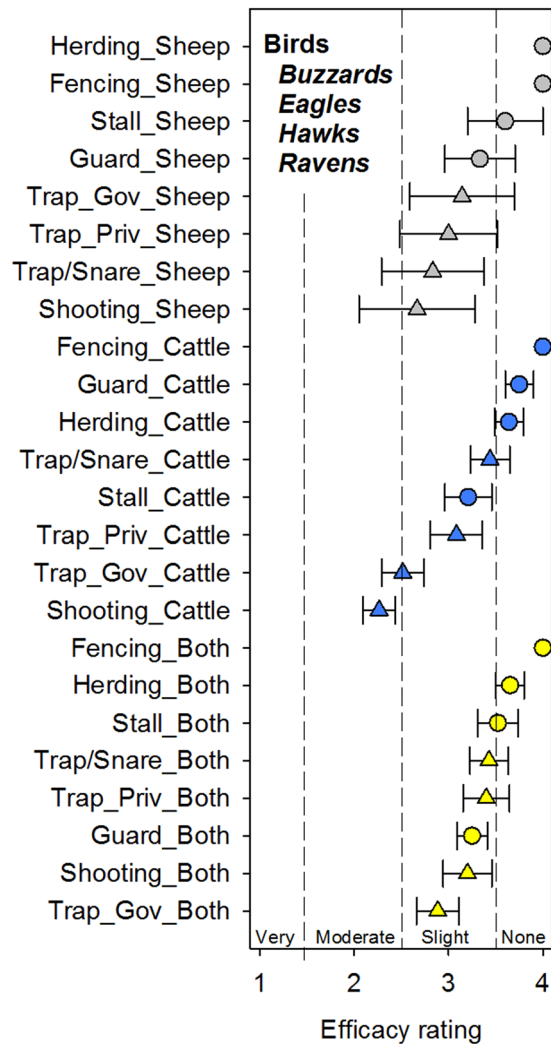 Herding_Sheep
Fencing_Sheep
Stall_Sheep
Guard_Sheep
Trap_Gov_Sheep
Trap_Priv_Sheep
Trap/Snare_Sheep
Shooting_Sheep
Fencing_Cattle
Guard_Cattle
Herding_Cattle
Trap/Snare_Cattle
Stall_Cattle
Trap_Priv_Cattle
Trap_Gov_Cattle
Shooting_Cattle
Fencing_Both
Herding_Both
Stall_Both
Trap/Snare_Both
Trap_Priv_Both
Guard_Both
Shooting_Both
Trap_Gov_Both
Birds
Buzzards
Eagles
Hawks
Ravens
Very Moderate Slight None
1 2 3 4
Efficacy rating